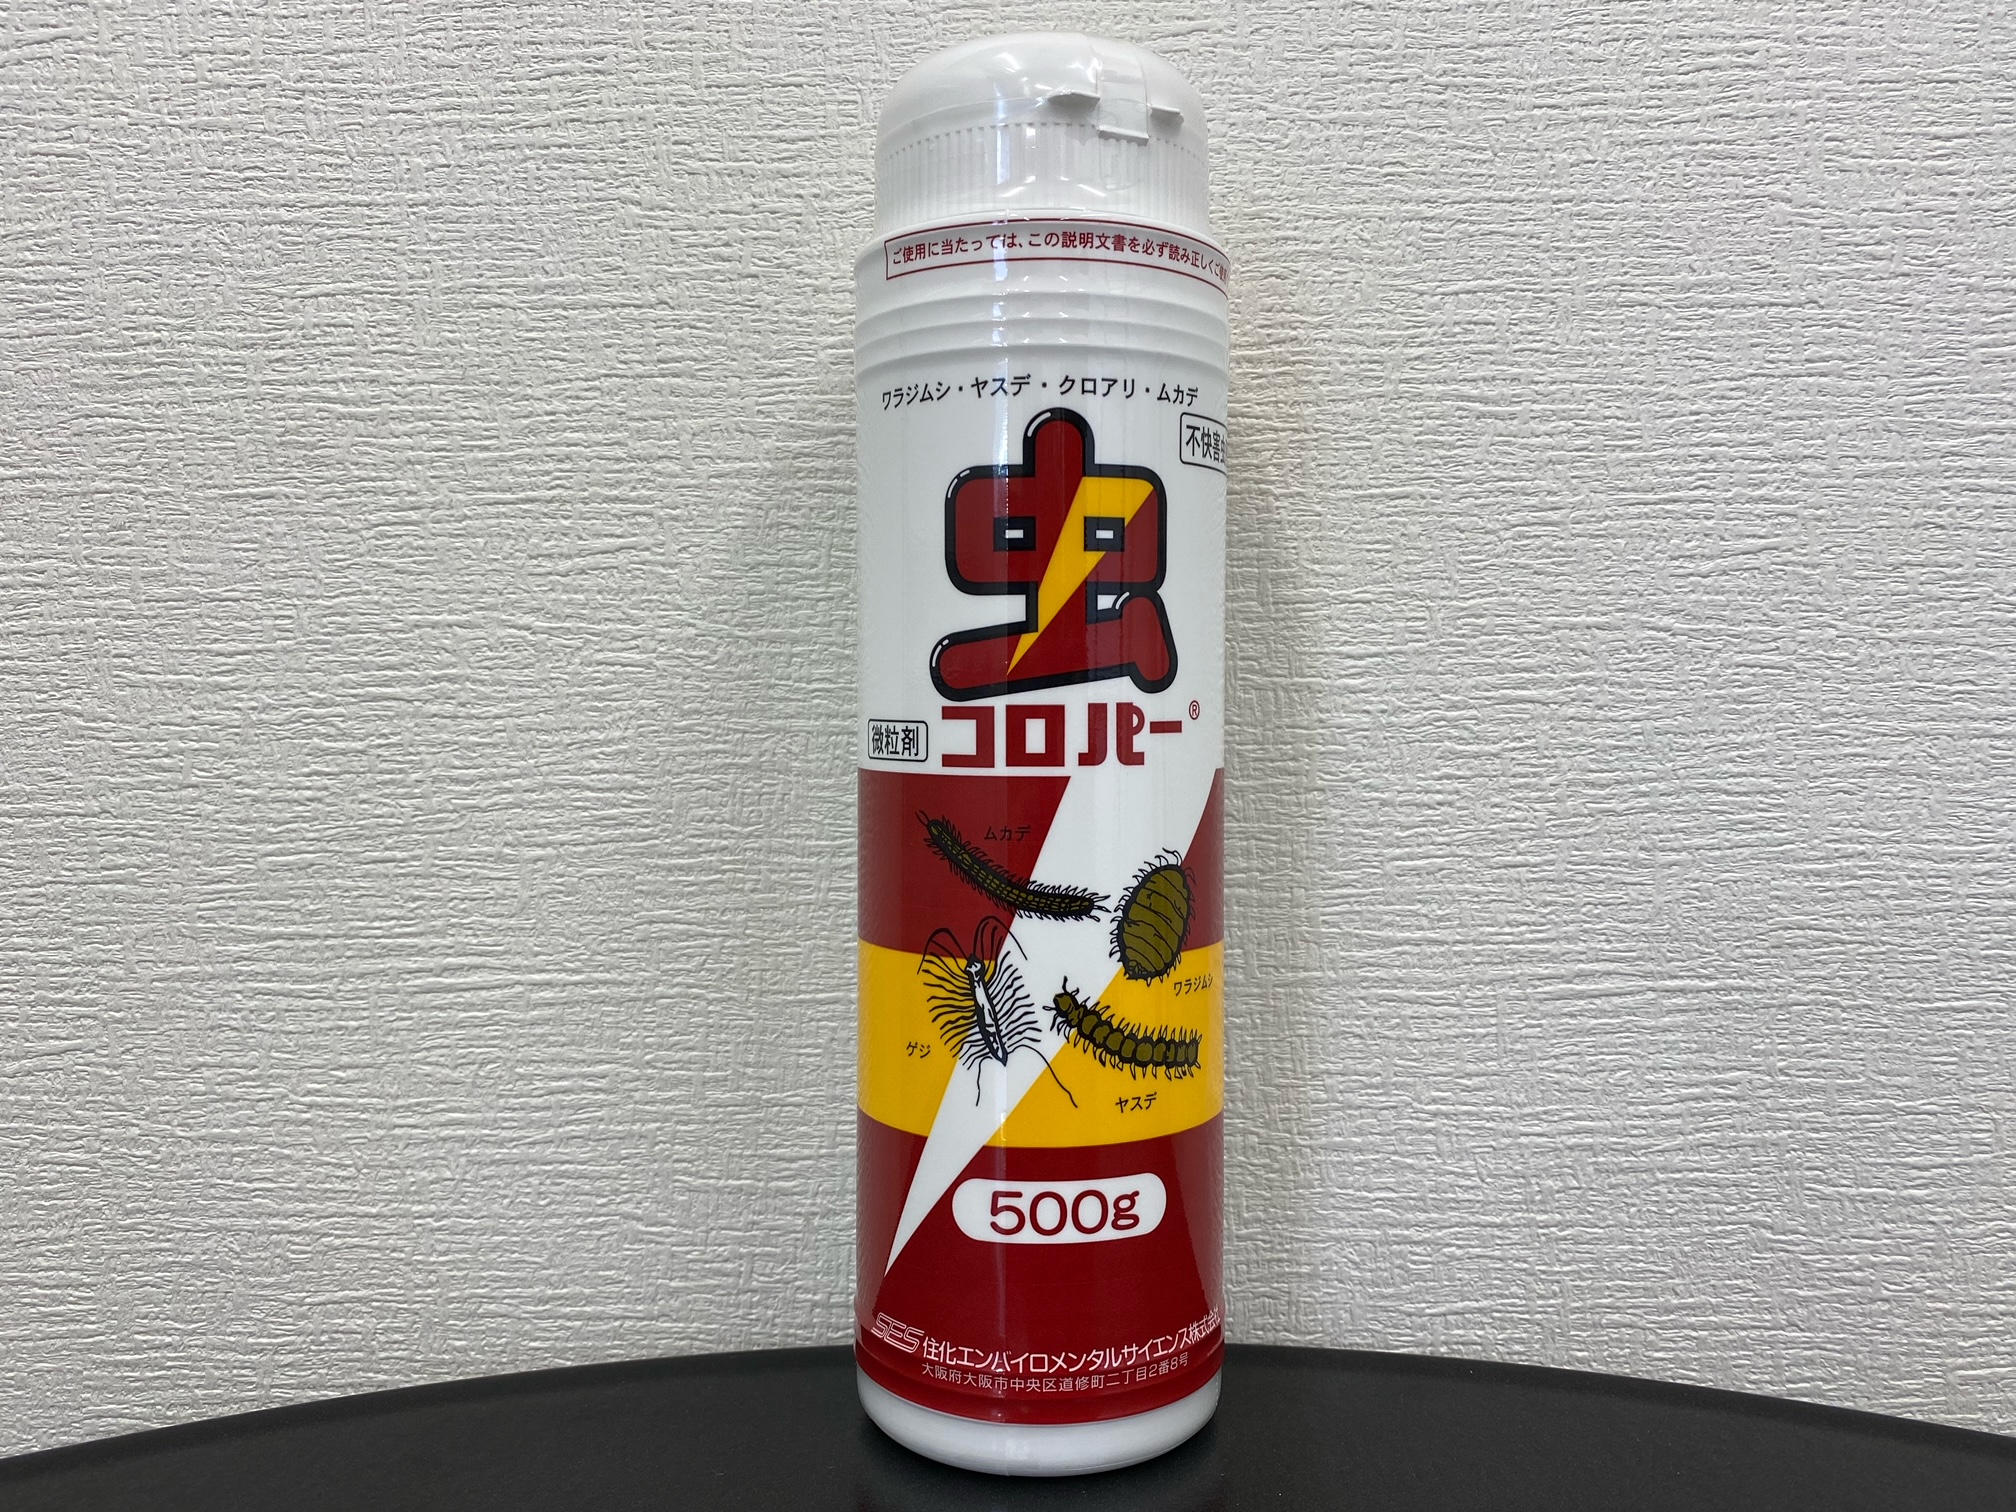 ご使用に当たっては、この説明文書を必ず読み正しくご使用
ワラジムシ・ヤスデ・クロアリ・ムカデ
不快害虫
虫
微粒剤
コロパー®
ムカデ
ワラジムシ
ゲジ
ヤスデ
500g
SES 住化エンバイロメンタルサイエンス株式会社
大阪府大阪市中央区道修町二丁目2番8号